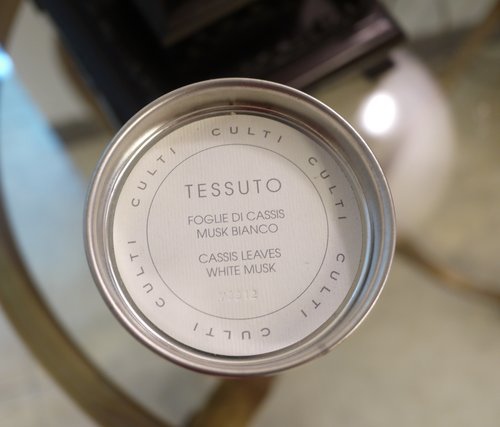 CULTI CULTI CULTI CULTI CULTI CULTI
TESSUTO
FOGLIE DI CASSIS
MUSK BIANCO
CASSIS LEAVES
WHITE MUSK